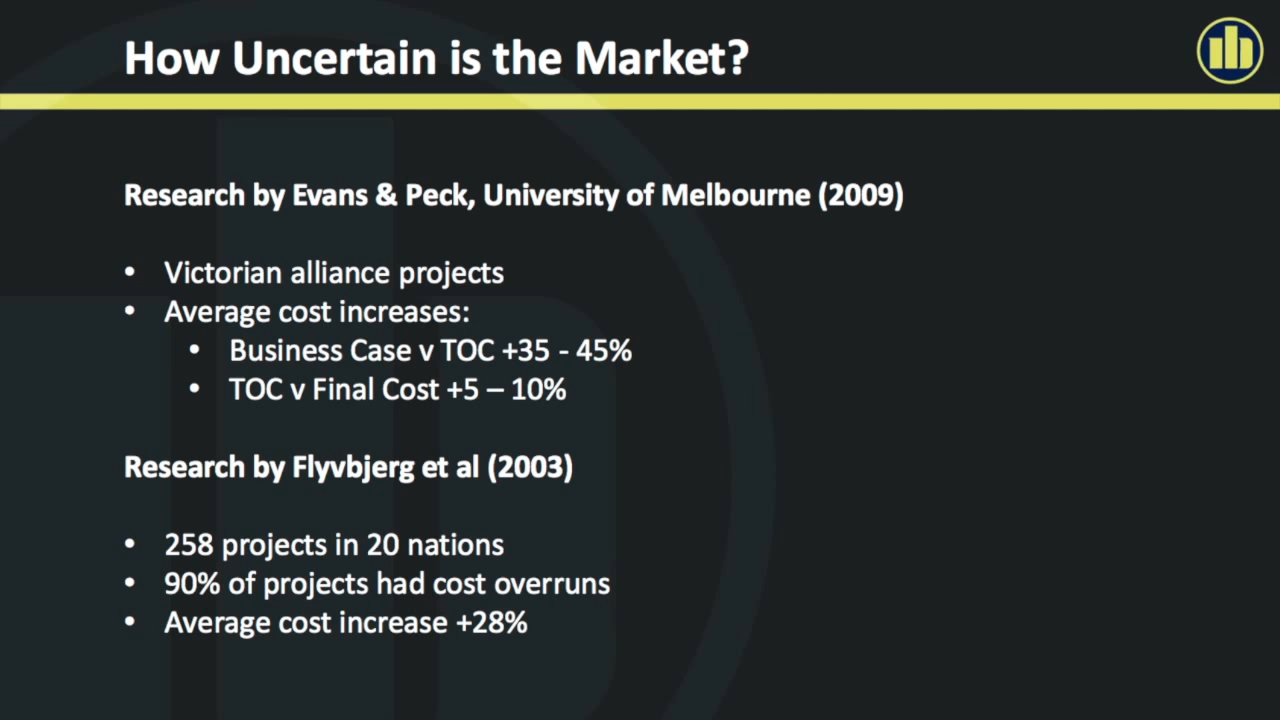 How Uncertain is the Market?
Research by Evans & Peck, University of Melbourne (2009)
• Victorian alliance projects
• Average cost increases:
• Business Case v TOC +35 - 45%
• TOC v Final Cost +5 – 10%
Research by Flyvbjerg et al (2003)
• 258 projects in 20 nations
• 90% of projects had cost overruns
• Average cost increase +28%